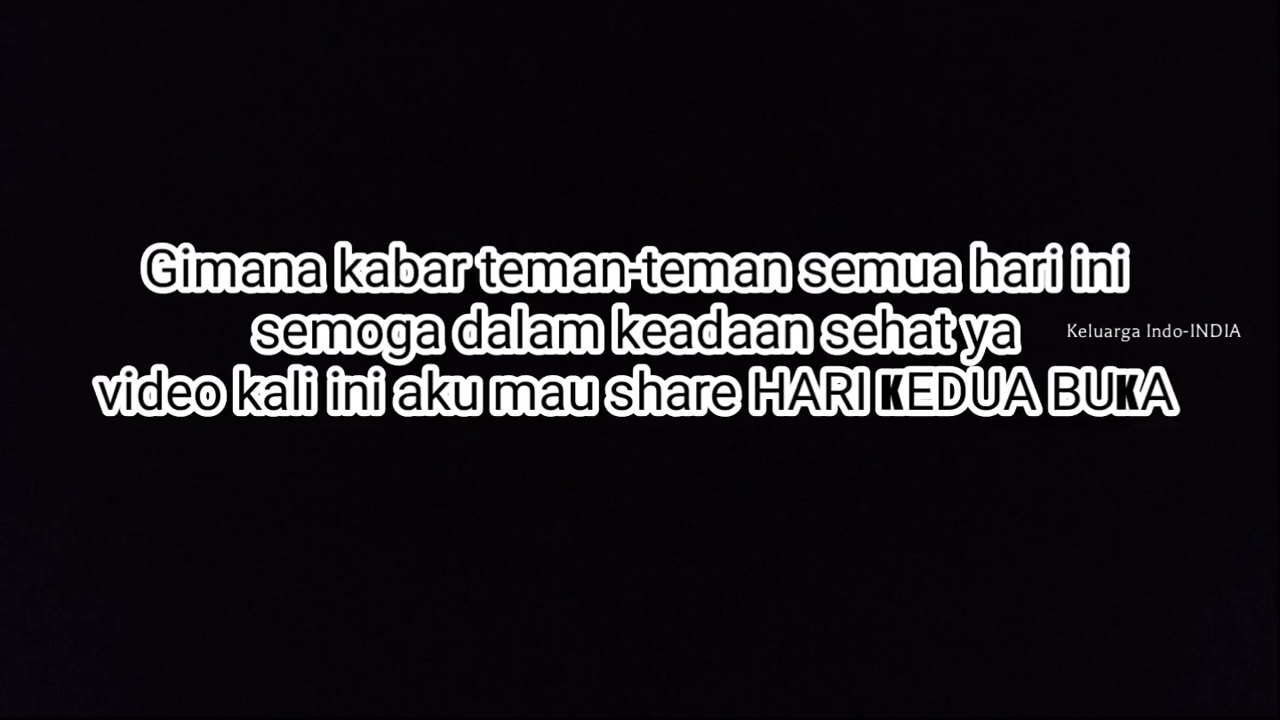 Gimana kabar teman-teman semua hari ini
semoga dalam keadaan sehat ya
Keluarga Indo-INDIA
video kali ini aku mau share HARI KEDUA BUKA